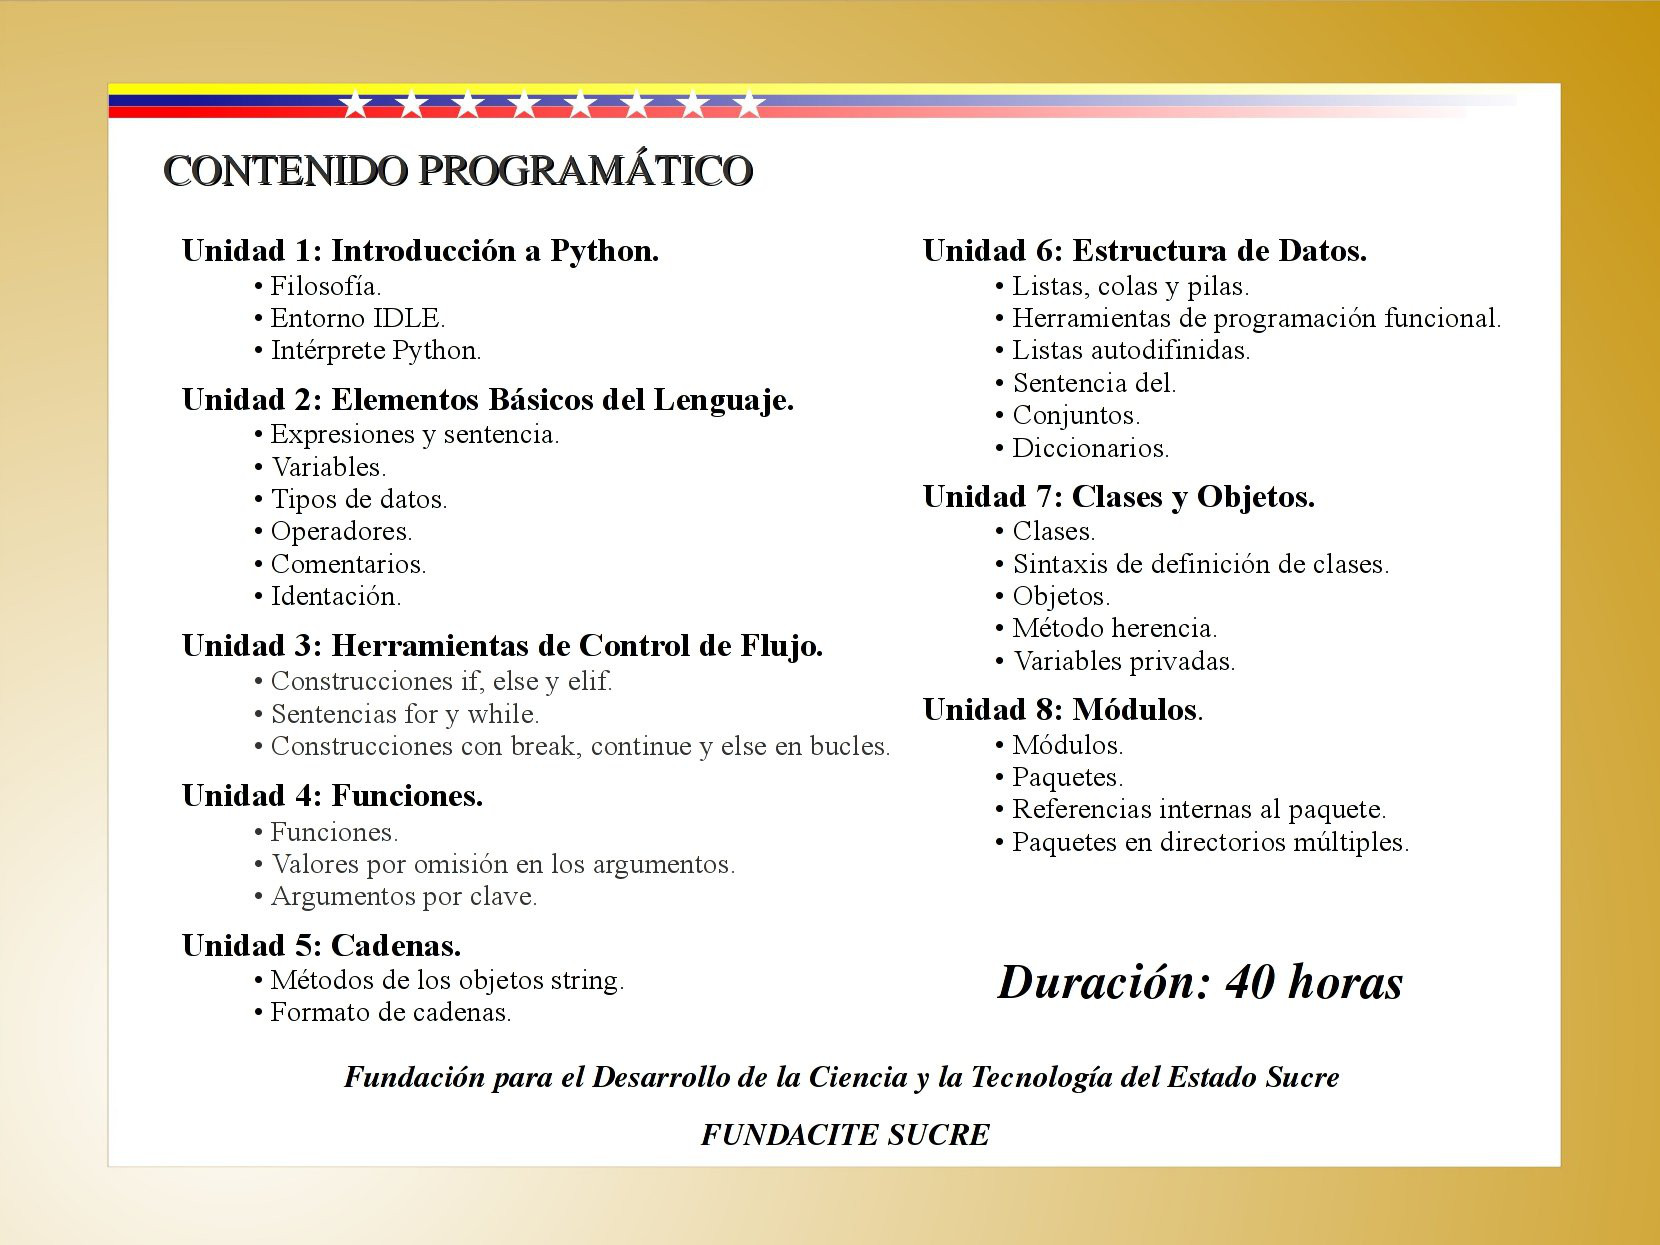 CONTENIDO PROGRAMÁTICO
Unidad 1: Introducción a Python.
• Filosofía.
• Entorno IDLE.
• Intérprete Python.
Unidad 2: Elementos Básicos del Lenguaje.
• Expresiones y sentencia.
• Variables.
• Tipos de datos.
• Operadores.
• Comentarios.
• Identación.
Unidad 3: Herramientas de Control de Flujo.
• Construcciones if, else y elif.
• Sentencias for y while.
• Construcciones con break, continue y else en bucles.
Unidad 4: Funciones.
• Funciones.
• Valores por omisión en los argumentos.
• Argumentos por clave.
Unidad 5: Cadenas.
• Métodos de los objetos string.
• Formato de cadenas.
Unidad 6: Estructura de Datos.
• Listas, colas y pilas.
• Herramientas de programación funcional.
• Listas autodifinidas.
• Sentencia del.
• Conjuntos.
• Diccionarios.
Unidad 7: Clases y Objetos.
• Clases.
• Sintaxis de definición de clases.
• Objetos.
• Método herencia.
• Variables privadas.
Unidad 8: Módulos.
• Módulos.
• Paquetes.
• Referencias internas al paquete.
• Paquetes en directorios múltiples.
Duración: 40 horas
Fundación para el Desarrollo de la Ciencia y la Tecnología del Estado Sucre
FUNDACITE SUCRE